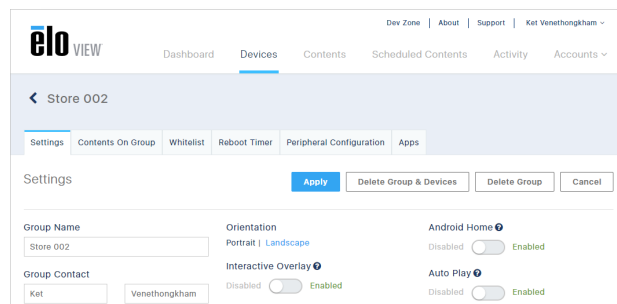 Dev Zone | About | Support | Ket Venethongkham
ēlo VIEW Dashboard Devices Contents Scheduled Contents Activity Accounts
Store 002
Settings Contents On Group Whitelist Reboot Timer Peripheral Configuration Apps
Settings Apply Delete Group & Devices Delete Group Cancel
Group Name Orientation Android Home ?
Store 002 Portrait | Landscape Disabled Enabled
Interactive Overlay ?
Group Contact Auto Play ?
Ket Venethongkham Disabled Enabled Disabled Enabled